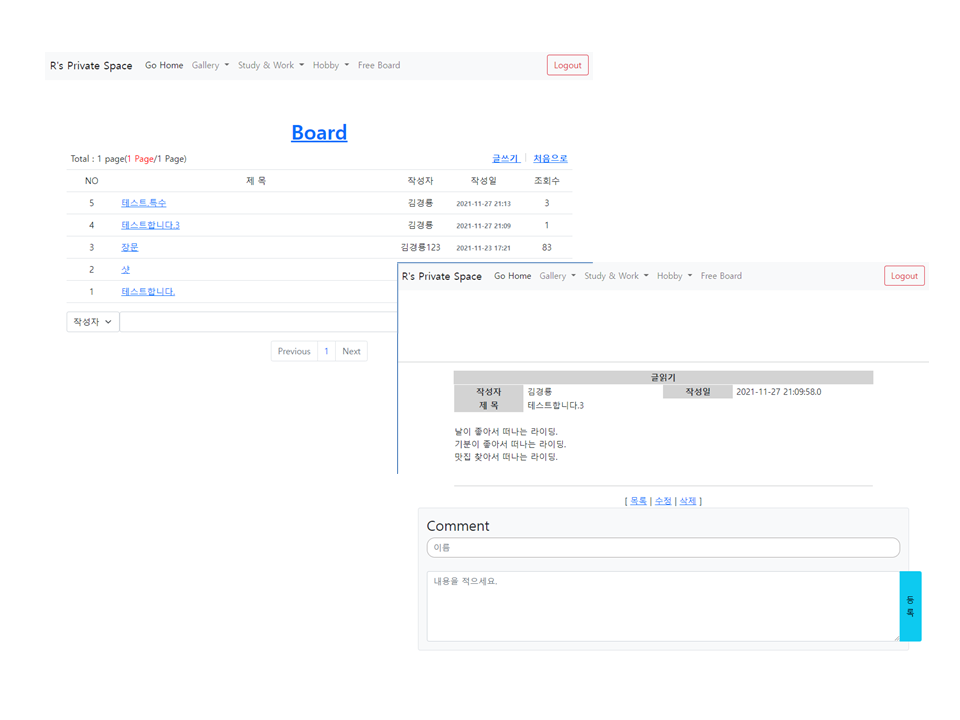 R's Private Space Go Home Gallery Study & Work Hobby Free Board Logout
Board
Total : 1 page(1 Page/1 Page) 글쓰기 | 처음으로
NO 제 목 작성자 작성일 조회수
5 테스트.특수 김경룡 2021-11-27 21:13 3
4 테스트합니다.3 김경룡 2021-11-27 21:09 1
3 장문 김경룡123 2021-11-23 17:21 83
2 샷
1 테스트합니다.
작성자
Previous 1 Next
R's Private Space Go Home Gallery Study & Work Hobby Free Board Logout
글읽기
작성자 김경룡 작성일 2021-11-27 21:09:58.0
제 목 테스트합니다.3
날이 좋아서 떠나는 라이딩.
기분이 좋아서 떠나는 라이딩.
맛집 찾아서 떠나는 라이딩.
[ 목록 | 수정 | 삭제 ]
Comment
이름
내용을 적으세요.
등록